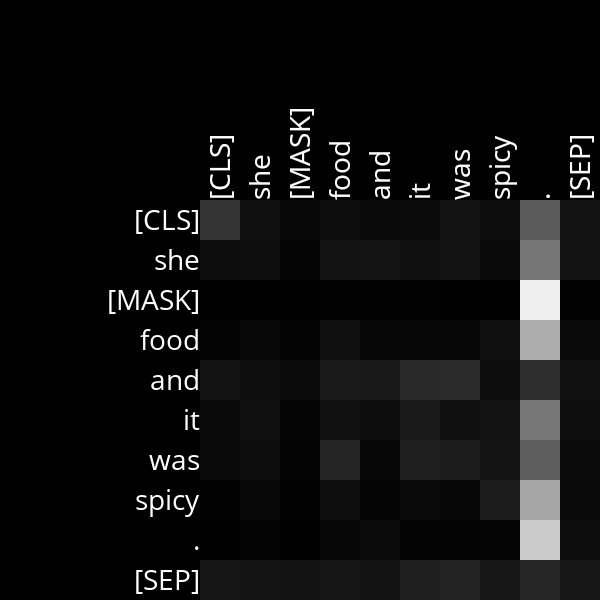 [CLS] she [MASK] food and it was spicy . [SEP]
[CLS]
she
[MASK]
food
and
it
was
spicy
.
[SEP]